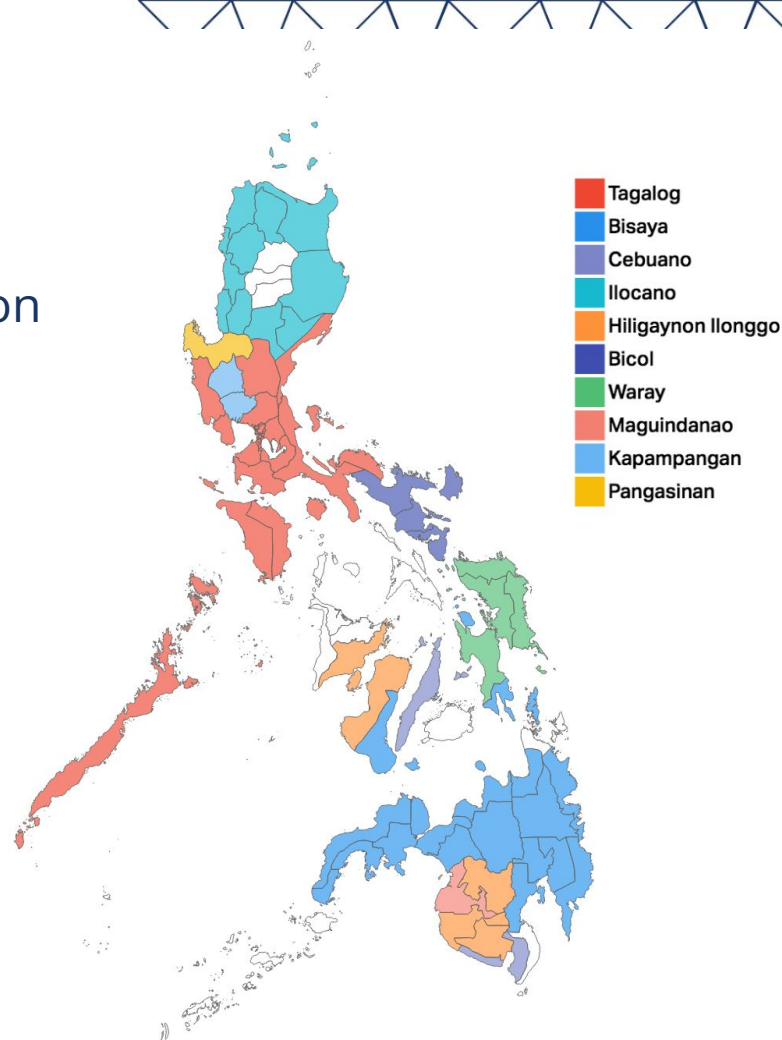 on
Tagalog
Bisaya
Cebuano
Ilocano
Hiligaynon Ilonggo
Bicol
Waray
Maguindanao
Kapampangan
Pangasinan